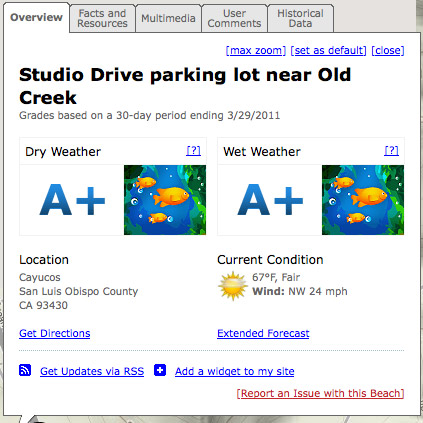 Overview
Facts and
Resources
Multimedia
User
Comments
Historical
Data
[max zoom] [set as default] [close]
Studio Drive parking lot near Old
Creek
Grades based on a 30-day period ending 3/29/2011
Dry Weather [?]
Wet Weather [?]
A+
A+
Location
Cayucos
San Luis Obispo County
CA 93430
Get Directions
Current Condition
67°F, Fair
Wind: NW 24 mph
Extended Forecast
Get Updates via RSS
Add a widget to my site
[Report an Issue with this Beach]